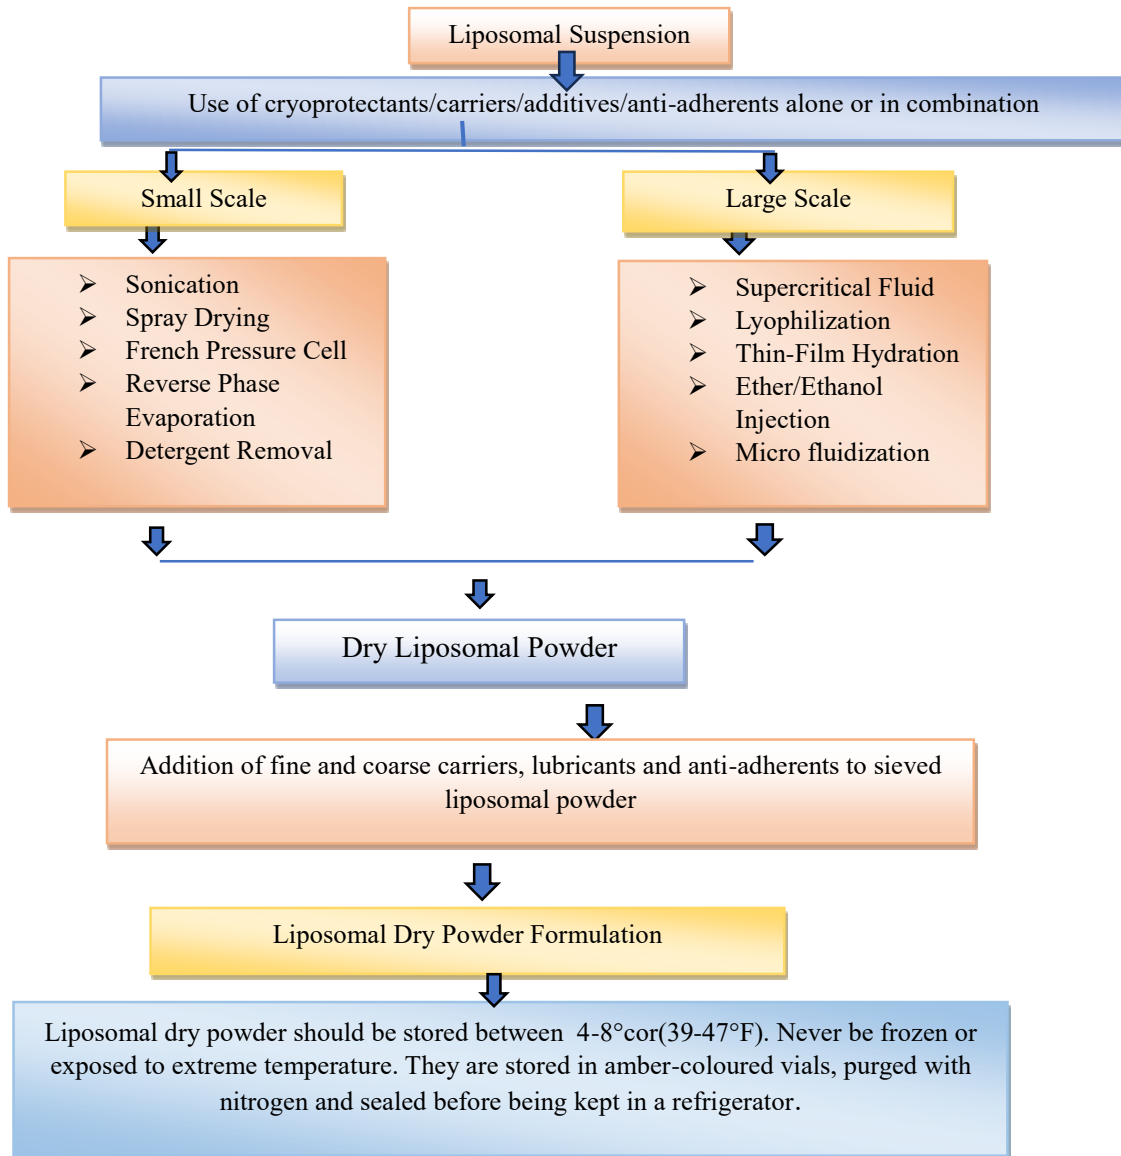 Liposomal Suspension
Use of cryoprotectants/carriers/additives/anti-adherents alone or in combination
Small Scale
Large Scale
➢ Sonication
➢ Spray Drying
➢ French Pressure Cell
➢ Reverse Phase
Evaporation
➢ Detergent Removal
➢ Supercritical Fluid
➢ Lyophilization
➢ Thin-Film Hydration
➢ Ether/Ethanol
Injection
➢ Micro fluidization
Dry Liposomal Powder
Addition of fine and coarse carriers, lubricants and anti-adherents to sieved
liposomal powder
Liposomal Dry Powder Formulation
Liposomal dry powder should be stored between 4-8°cor(39-47°F). Never be frozen or
exposed to extreme temperature. They are stored in amber-coloured vials, purged with
nitrogen and sealed before being kept in a refrigerator.